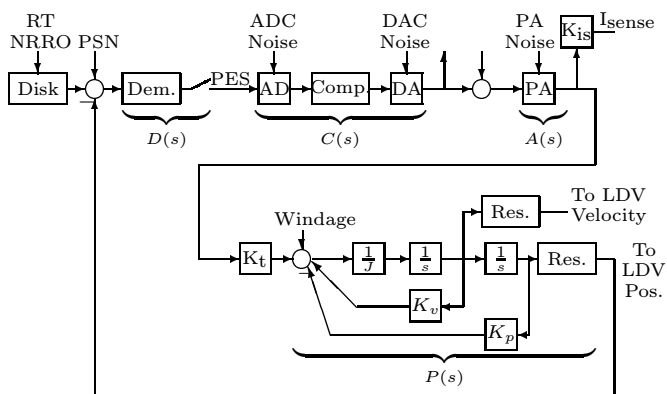 RT
NRRO
PSN
ADC
Noise
DAC
Noise
PA
Noise
K_is
I_sense
Disk
Dem.
PES
AD
Comp.
DA
PA
−
D(s)
C(s)
A(s)
Windage
Res.
To LDV
Velocity
K_t
−
1/J
1/s
1/s
Res.
To
LDV
Pos.
−
K_v
K_p
P(s)